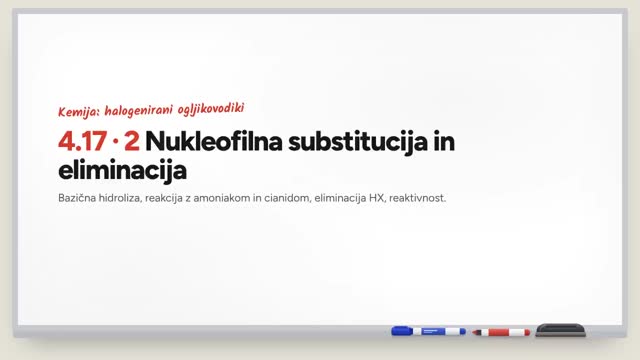 Kemija: halogenirani ogljikovodiki
4.17 · 2 Nukleofilna substitucija in
eliminacija
Bazična hidroliza, reakcija z amoniakom in cianidom, eliminacija HX, reaktivnost.